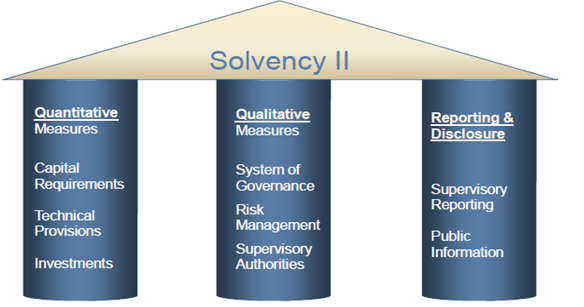 Solvency II
Quantitative
Measures
Capital
Requirements
Technical
Provisions
Investments
Qualitative
Measures
System of
Governance
Risk
Management
Supervisory
Authorities
Reporting &
Disclosure
Supervisory
Reporting
Public
Information